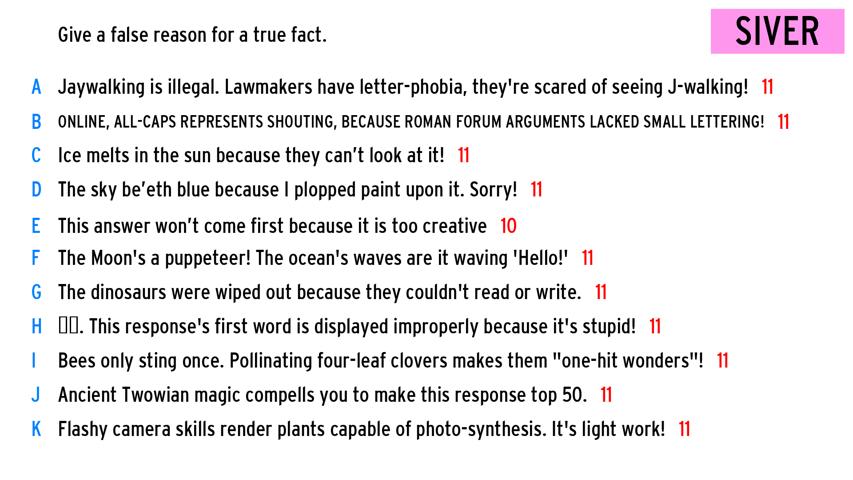 Give a false reason for a true fact.
SIVER
A Jaywalking is illegal. Lawmakers have letter-phobia, they're scared of seeing J-walking! 11
B ONLINE, ALL-CAPS REPRESENTS SHOUTING, BECAUSE ROMAN FORUM ARGUMENTS LACKED SMALL LETTERING! 11
C Ice melts in the sun because they can’t look at it! 11
D The sky be’eth blue because I plopped paint upon it. Sorry! 11
E This answer won’t come first because it is too creative 10
F The Moon's a puppeteer! The ocean's waves are it waving 'Hello!' 11
G The dinosaurs were wiped out because they couldn't read or write. 11
H ▯▯. This response's first word is displayed improperly because it's stupid! 11
I Bees only sting once. Pollinating four-leaf clovers makes them "one-hit wonders"! 11
J Ancient Twowian magic compells you to make this response top 50. 11
K Flashy camera skills render plants capable of photo-synthesis. It's light work! 11